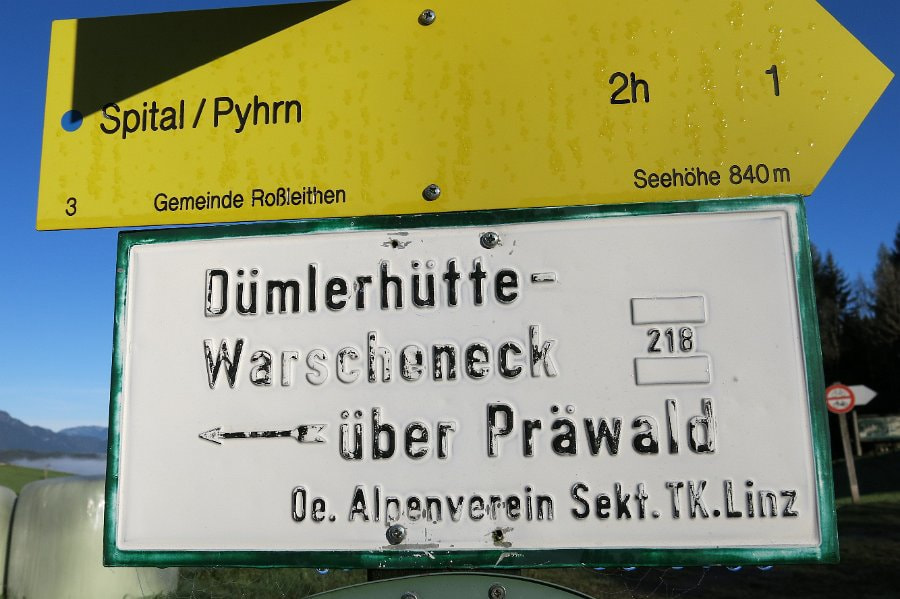 Spital / Pyhrn 2h 1
3 Gemeinde Roßleithen Seehöhe 840 m
Dümlerhütte-
Warscheneck 218
über Präwald
Oe. Alpenverein Sekt. TK. Linz